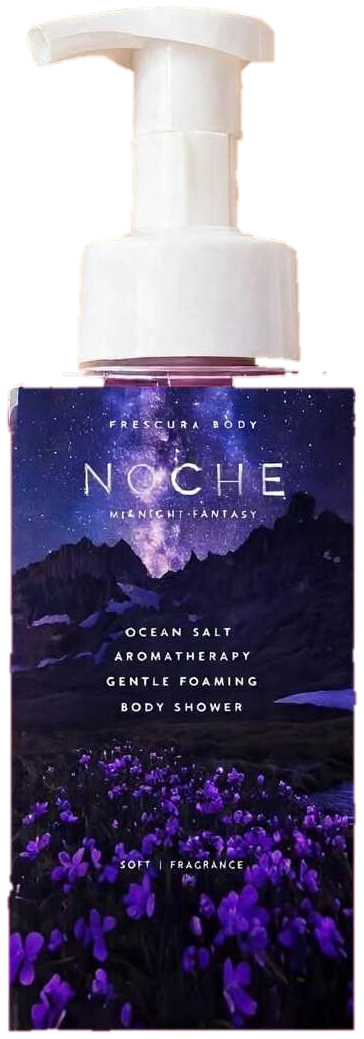 FRESCURA BODY
NOCHE
MIDNIGHT·FANTASY
OCEAN SALT
AROMATHERAPY
GENTLE FOAMING
BODY SHOWER
SOFT | FRAGRANCE